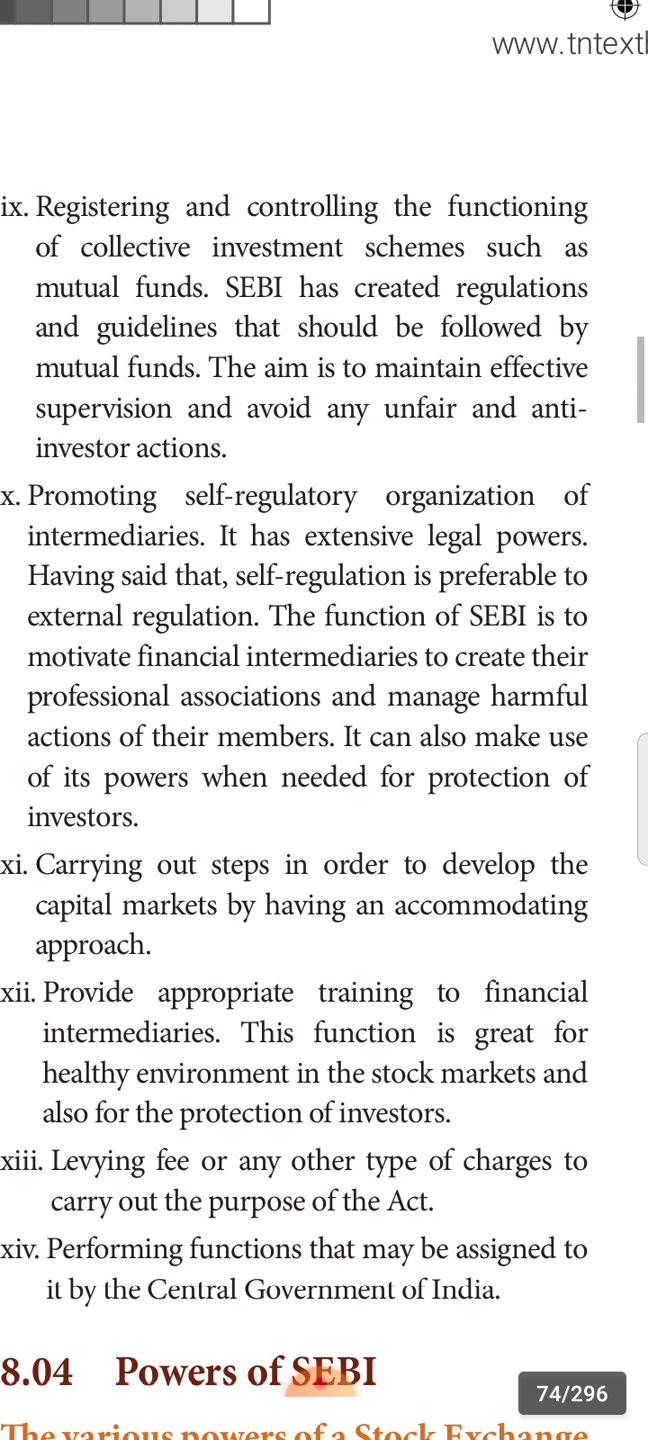 www.tntext
ix. Registering and controlling the functioning
of collective investment schemes such as
mutual funds. SEBI has created regulations
and guidelines that should be followed by
mutual funds. The aim is to maintain effective
supervision and avoid any unfair and anti-
investor actions.
x. Promoting self-regulatory organization of
intermediaries. It has extensive legal powers.
Having said that, self-regulation is preferable to
external regulation. The function of SEBI is to
motivate financial intermediaries to create their
professional associations and manage harmful
actions of their members. It can also make use
of its powers when needed for protection of
investors.
xi. Carrying out steps in order to develop the
capital markets by having an accommodating
approach.
xii. Provide appropriate training to financial
intermediaries. This function is great for
healthy environment in the stock markets and
also for the protection of investors.
xiii. Levying fee or any other type of charges to
carry out the purpose of the Act.
xiv. Performing functions that may be assigned to
it by the Central Government of India.
8.04 Powers of SEBI
74/296
The various powers of a Stock Exchange